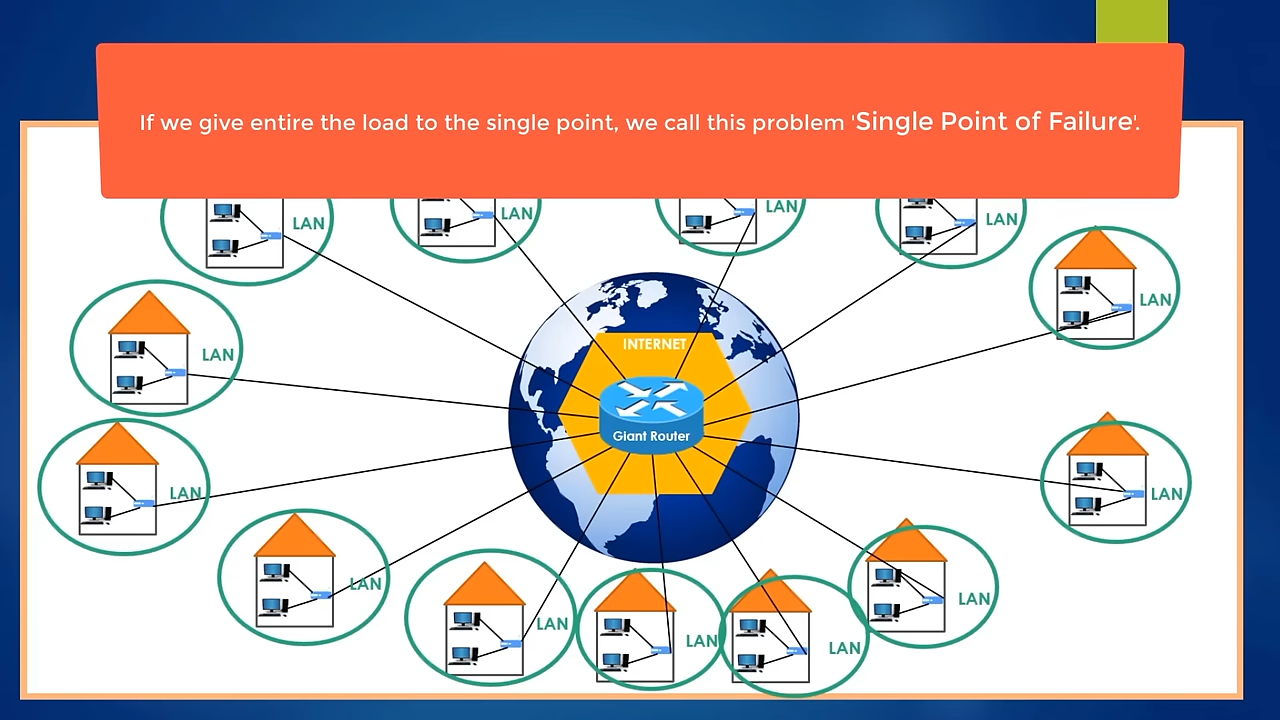 If we give entire the load to the single point, we call this problem 'Single Point of Failure'.
LAN
LAN
LAN
LAN
LAN
INTERNET
LAN
Giant Router
LAN
LAN
LAN
LAN
LAN
LAN
LAN